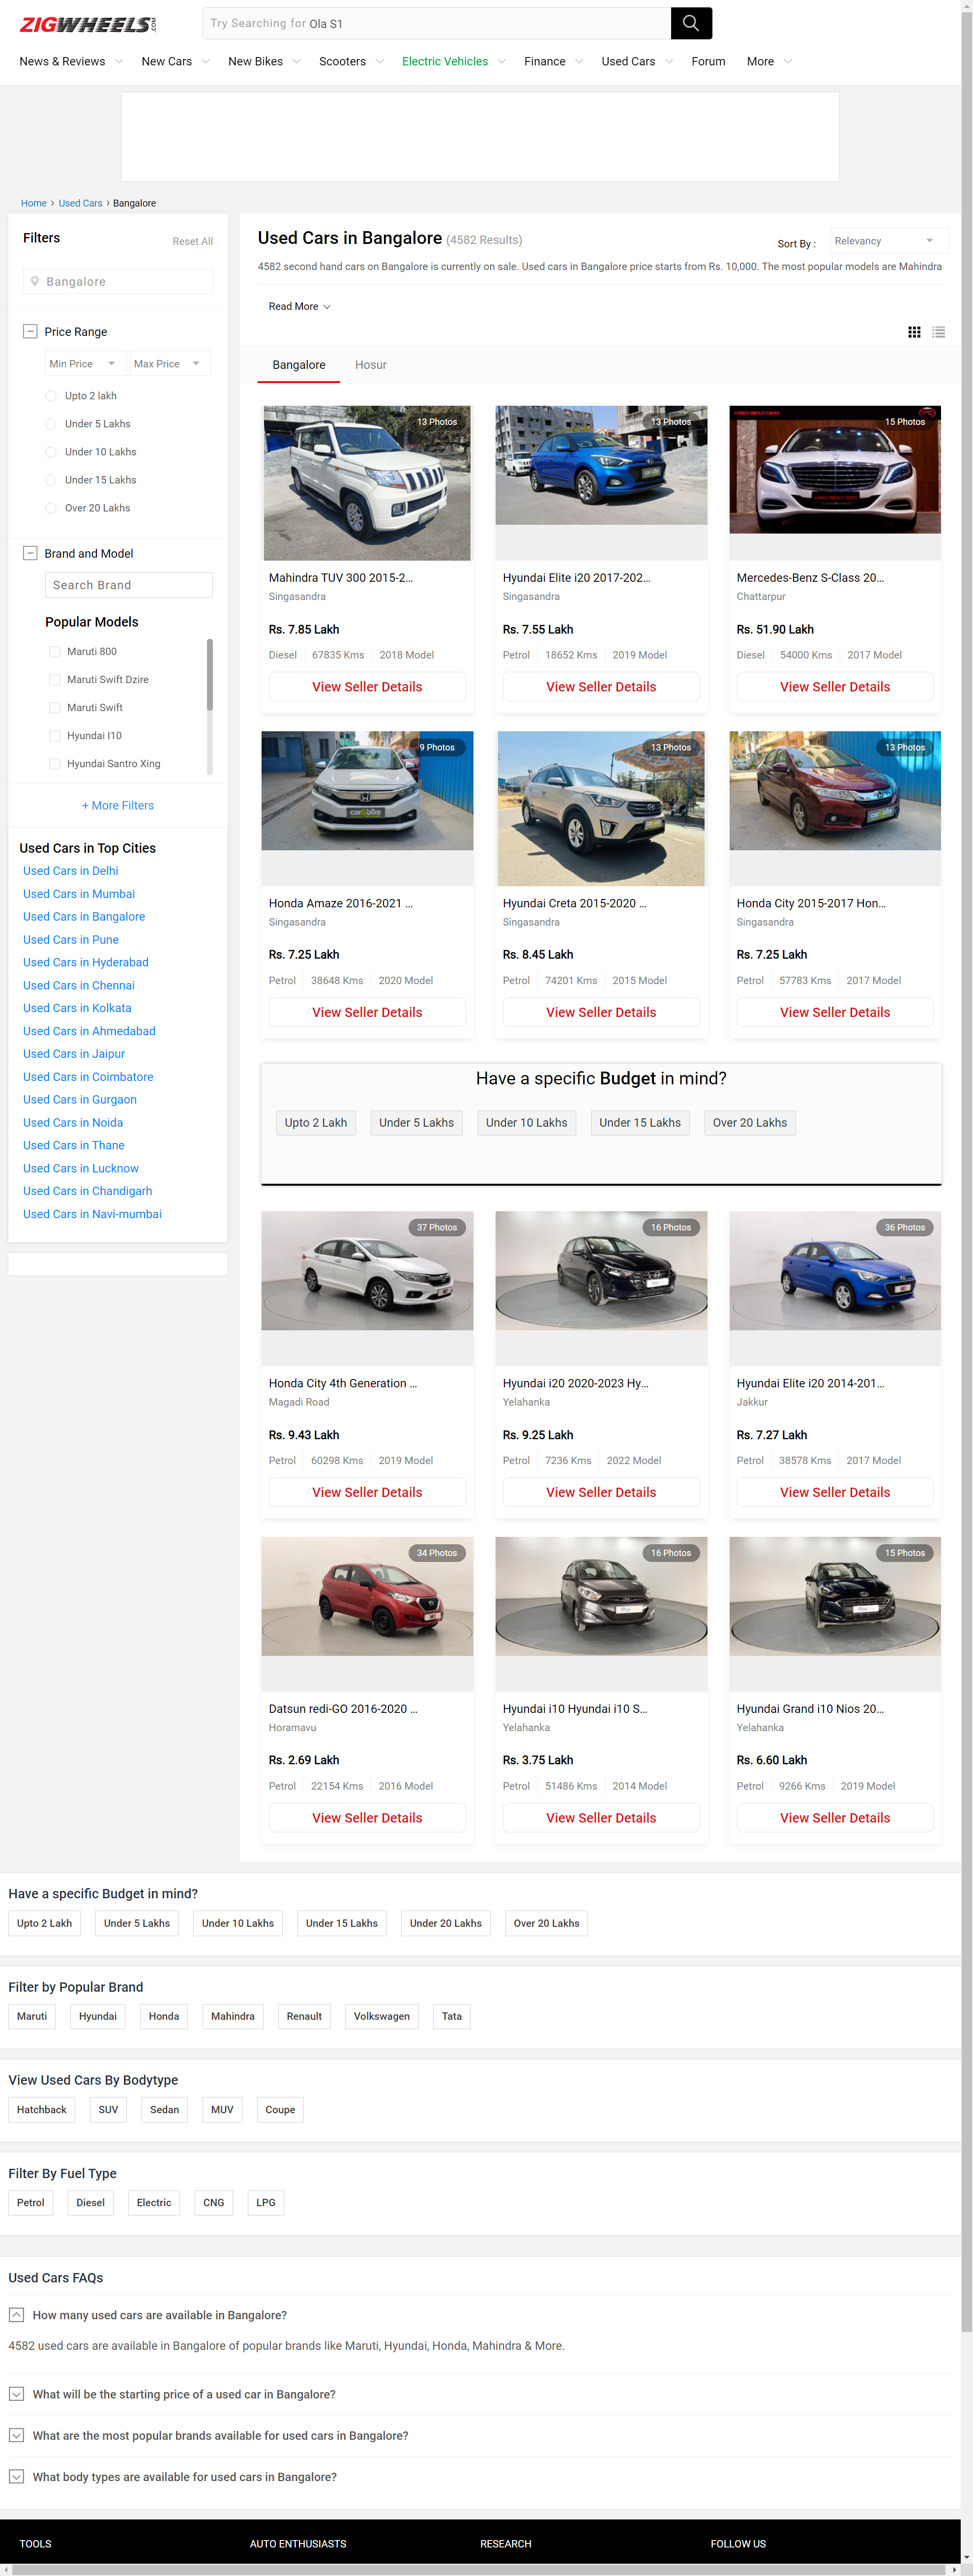 ZIGWHEELS.COM
Try Searching for Ola S1
News & Reviews New Cars New Bikes Scooters Electric Vehicles Finance Used Cars Forum More
Home › Used Cars › Bangalore
Filters
Reset All
Bangalore
Price Range
Min Price Max Price
Upto 2 lakh
Under 5 Lakhs
Under 10 Lakhs
Under 15 Lakhs
Over 20 Lakhs
Brand and Model
Search Brand
Popular Models
Maruti 800
Maruti Swift Dzire
Maruti Swift
Hyundai I10
Hyundai Santro Xing
+ More Filters
Used Cars in Top Cities
Used Cars in Delhi
Used Cars in Mumbai
Used Cars in Bangalore
Used Cars in Pune
Used Cars in Hyderabad
Used Cars in Chennai
Used Cars in Kolkata
Used Cars in Ahmedabad
Used Cars in Jaipur
Used Cars in Coimbatore
Used Cars in Gurgaon
Used Cars in Noida
Used Cars in Thane
Used Cars in Lucknow
Used Cars in Chandigarh
Used Cars in Navi-mumbai
Used Cars in Bangalore (4582 Results)
Sort By : Relevancy
4582 second hand cars on Bangalore is currently on sale. Used cars in Bangalore price starts from Rs. 10,000. The most popular models are Mahindra
Read More
Bangalore Hosur
13 Photos 13 Photos 15 Photos
Mahindra TUV 300 2015-2... Hyundai Elite i20 2017-202... Mercedes-Benz S-Class 20...
Singasandra Singasandra Chattarpur
Rs. 7.85 Lakh Rs. 7.55 Lakh Rs. 51.90 Lakh
Diesel 67835 Kms 2018 Model Petrol 18652 Kms 2019 Model Diesel 54000 Kms 2017 Model
View Seller Details View Seller Details View Seller Details
9 Photos 13 Photos 13 Photos
Honda Amaze 2016-2021 ... Hyundai Creta 2015-2020 ... Honda City 2015-2017 Hon...
Singasandra Singasandra Singasandra
Rs. 7.25 Lakh Rs. 8.45 Lakh Rs. 7.25 Lakh
Petrol 38648 Kms 2020 Model Petrol 74201 Kms 2015 Model Petrol 57783 Kms 2017 Model
View Seller Details View Seller Details View Seller Details
Have a specific Budget in mind?
Upto 2 Lakh Under 5 Lakhs Under 10 Lakhs Under 15 Lakhs Over 20 Lakhs
37 Photos 16 Photos 36 Photos
Honda City 4th Generation ... Hyundai i20 2020-2023 Hy... Hyundai Elite i20 2014-201...
Magadi Road Yelahanka Jakkur
Rs. 9.43 Lakh Rs. 9.25 Lakh Rs. 7.27 Lakh
Petrol 60298 Kms 2019 Model Petrol 7236 Kms 2022 Model Petrol 38578 Kms 2017 Model
View Seller Details View Seller Details View Seller Details
34 Photos 16 Photos 15 Photos
Datsun redi-GO 2016-2020 ... Hyundai i10 Hyundai i10 S... Hyundai Grand i10 Nios 20...
Horamavu Yelahanka Yelahanka
Rs. 2.69 Lakh Rs. 3.75 Lakh Rs. 6.60 Lakh
Petrol 22154 Kms 2016 Model Petrol 51486 Kms 2014 Model Petrol 9266 Kms 2019 Model
View Seller Details View Seller Details View Seller Details
Have a specific Budget in mind?
Upto 2 Lakh Under 5 Lakhs Under 10 Lakhs Under 15 Lakhs Under 20 Lakhs Over 20 Lakhs
Filter by Popular Brand
Maruti Hyundai Honda Mahindra Renault Volkswagen Tata
View Used Cars By Bodytype
Hatchback SUV Sedan MUV Coupe
Filter By Fuel Type
Petrol Diesel Electric CNG LPG
Used Cars FAQs
How many used cars are available in Bangalore?
4582 used cars are available in Bangalore of popular brands like Maruti, Hyundai, Honda, Mahindra & More.
What will be the starting price of a used car in Bangalore?
What are the most popular brands available for used cars in Bangalore?
What body types are available for used cars in Bangalore?
TOOLS AUTO ENTHUSIASTS RESEARCH FOLLOW US